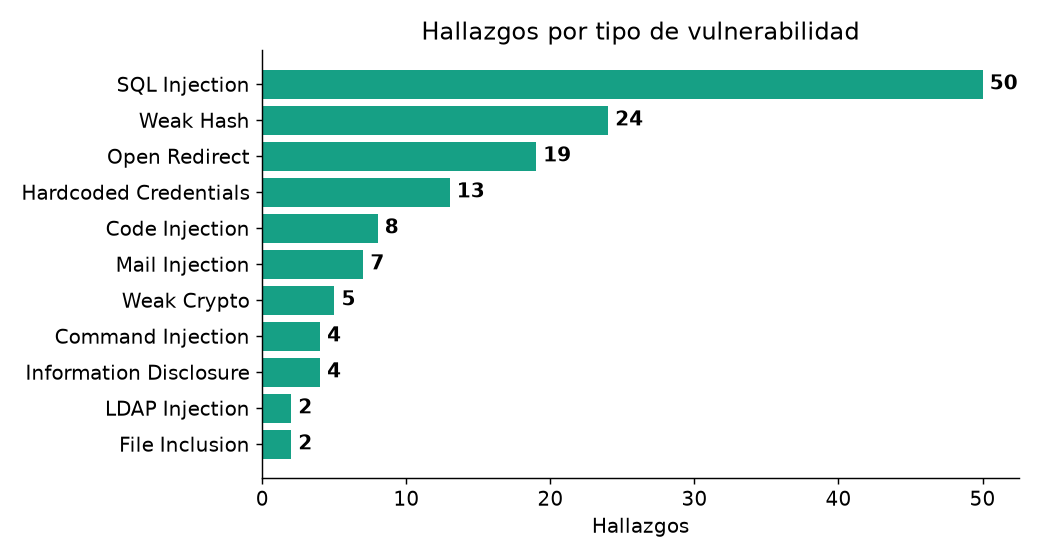 Hallazgos por tipo de vulnerabilidad
SQL Injection 50
Weak Hash 24
Open Redirect 19
Hardcoded Credentials 13
Code Injection 8
Mail Injection 7
Weak Crypto 5
Command Injection 4
Information Disclosure 4
LDAP Injection 2
File Inclusion 2
0 10 20 30 40 50
Hallazgos